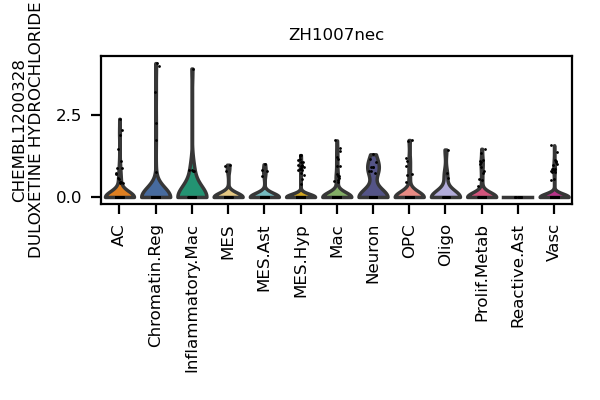 ZH1007nec
CHEMBL1200328
DULOXETINE HYDROCHLORIDE
2.5
0.0
AC
Chromatin.Reg
Inflammatory.Mac
MES
MES.Ast
MES.Hyp
Mac
Neuron
OPC
Oligo
Prolif.Metab
Reactive.Ast
Vasc